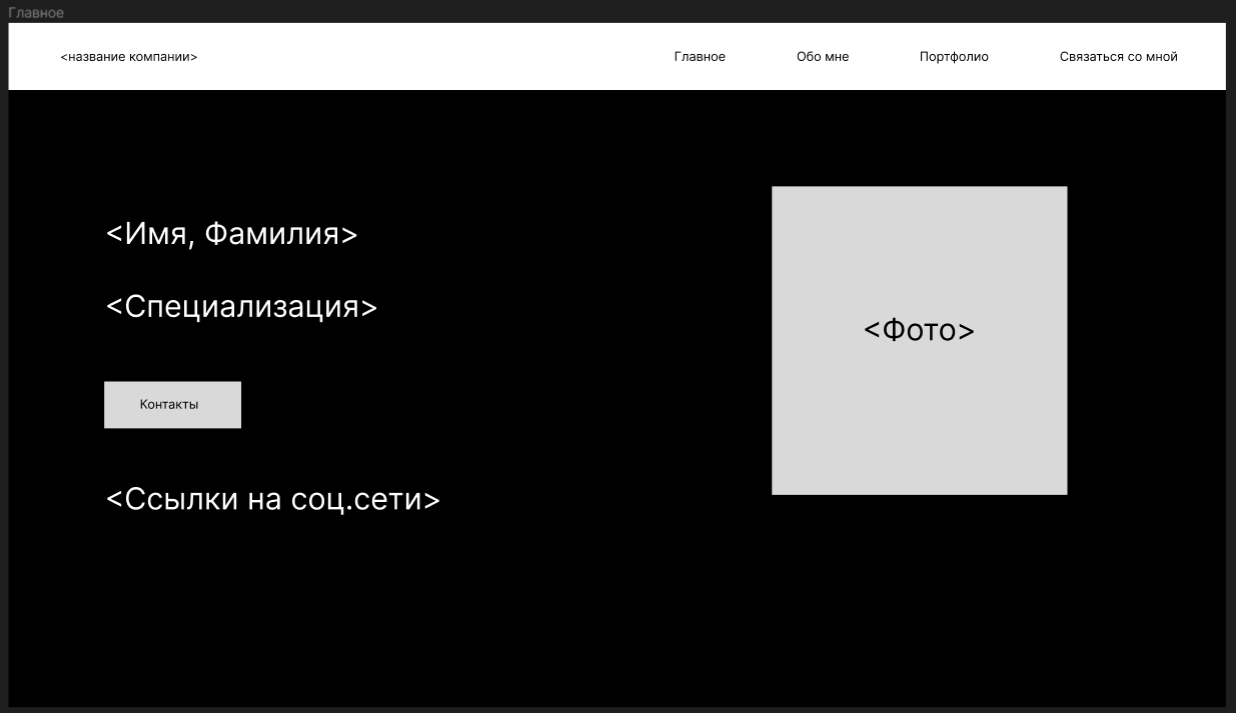 Главное
<название компании>
Главное
Обо мне
Портфолио
Связаться со мной
<Имя, Фамилия>
<Специализация>
<Фото>
Контакты
<Ссылки на соц.сети>